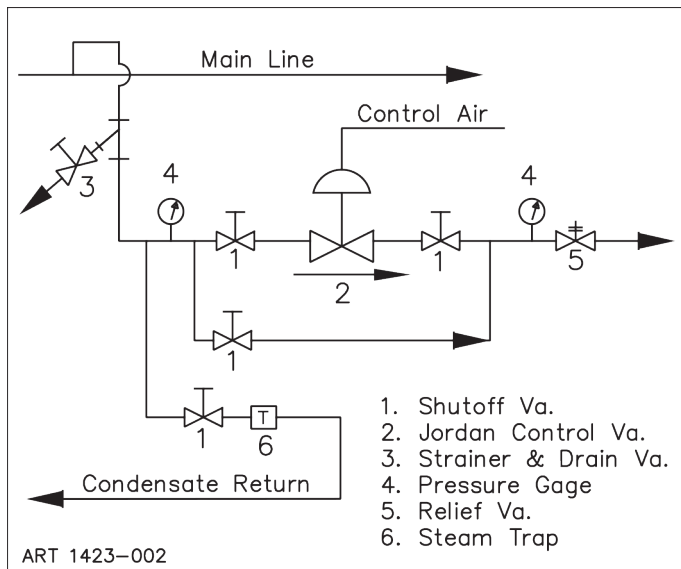 Main Line
Control Air
3
4
4
1
2
1
5
1
1
6
T
Condensate Return
1. Shutoff Va.
2. Jordan Control Va.
3. Strainer & Drain Va.
4. Pressure Gage
5. Relief Va.
6. Steam Trap
ART 1423-002